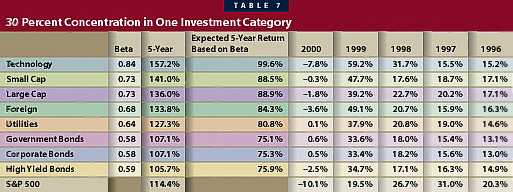 TABLE 7
30 Percent Concentration in One Investment Category
Beta 5-Year Expected 5-Year Return Based on Beta 2000 1999 1998 1997 1996
Technology 0.84 157.2% 99.6% -7.8% 59.2% 31.7% 15.5% 15.2%
Small Cap 0.73 141.0% 88.5% -0.3% 47.7% 17.6% 18.7% 17.1%
Large Cap 0.73 136.0% 88.9% -1.8% 39.2% 22.7% 20.2% 17.1%
Foreign 0.68 133.8% 84.3% -3.6% 49.1% 20.7% 15.9% 16.3%
Utilities 0.64 127.3% 80.8% 0.1% 37.9% 20.8% 19.0% 14.6%
Government Bonds 0.58 107.1% 75.1% 0.6% 33.6% 18.0% 15.4% 13.1%
Corporate Bonds 0.58 107.1% 75.3% 0.5% 33.4% 18.2% 15.6% 13.0%
High Yield Bonds 0.59 105.7% 75.9% -2.5% 34.7% 17.1% 16.3% 14.9%
S&P 500 114.4% -10.1% 19.5% 26.7% 31.0% 20.3%